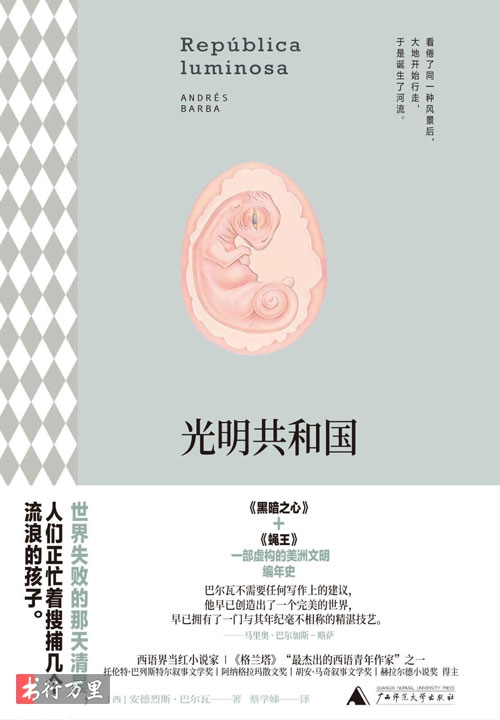 República
luminosa
ANDRÉS
BARBA
看倦了同一种风景后，
大地开始行走，
于是诞生了河流。
光明共和国
世界失败的那天清
人们正忙着搜捕几个
流浪的孩子。
《黑暗之心》
+
《蝇王》
一部虚构的美洲文明
编年史
巴尔瓦不需要任何写作上的建议，
他早已创造出了一个完美的世界，
早已拥有了一门与其年纪毫不相称的精湛技艺。
——马里奥·巴尔加斯-略萨
西语界当红小说家 | 《格兰塔》“最杰出的西语青年作家”之一
托伦特·巴列斯特尔叙事文学奖 | 阿纳格拉玛散文奖 | 胡安·马奇叙事文学奖 | 赫拉尔德小说奖 得主
[西] 安德烈斯·巴尔瓦——著 蔡学娣——译
GUANGXI NORMAL UNIVERSITY PRESS
广西师范大学出版社
书行万里